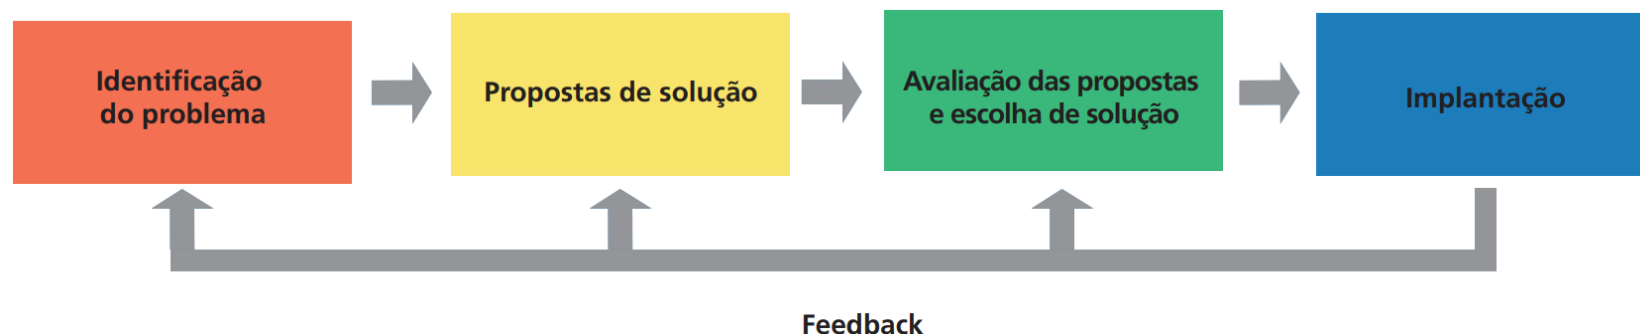 Identificação
do problema
Propostas de solução
Avaliação das propostas
e escolha de solução
Implantação
Feedback